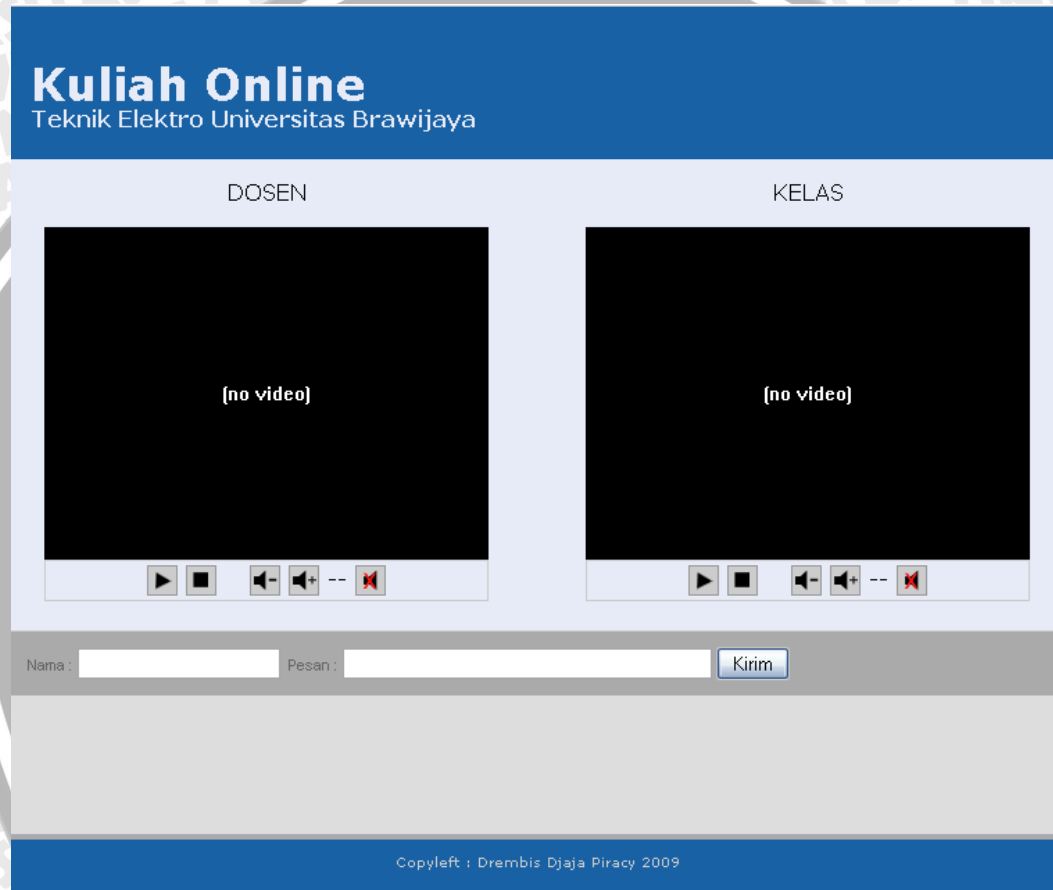 Kuliah Online
Teknik Elektro Universitas Brawijaya
DOSEN
KELAS
(no video)
(no video)
--
--
Nama :
Pesan :
Kirim
Copyleft : Drembis Djaja Piracy 2009